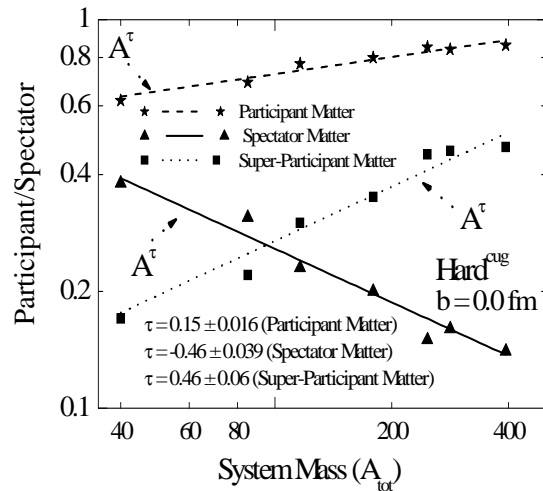 1
0.8
0.6
0.4
0.2
0.1
Participant/Spectator
A^τ
Participant Matter
Spectator Matter
Super-Participant Matter
A^τ
A^τ
Hard^cug
b = 0.0 fm
τ = 0.15 ± 0.016 (Participant Matter)
τ = -0.46 ± 0.039 (Spectator Matter)
τ = 0.46 ± 0.06 (Super-Participant Matter)
40 60 80 200 400
System Mass (A_tot)